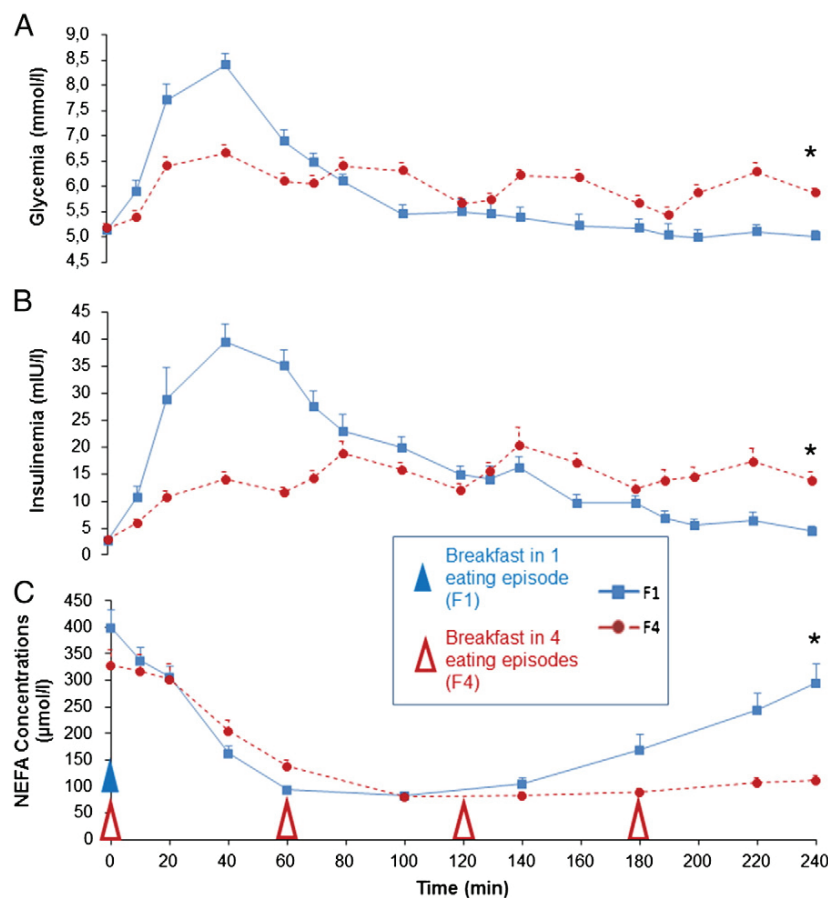 A
9,0
8,5
8,0
7,5
7,0
6,5
6,0
5,5
5,0
4,5
Glycemia (mmol/l)
*
B
45
40
35
30
25
20
15
10
5
0
Insulinemia (mIU/l)
*
Breakfast in 1
eating episode
(F1)
Breakfast in 4
eating episodes
(F4)
F1
F4
C
450
400
350
300
250
200
150
100
50
0
NEFA Concentrations
(µmol/l)
*
0 20 40 60 80 100 120 140 160 180 200 220 240
Time (min)